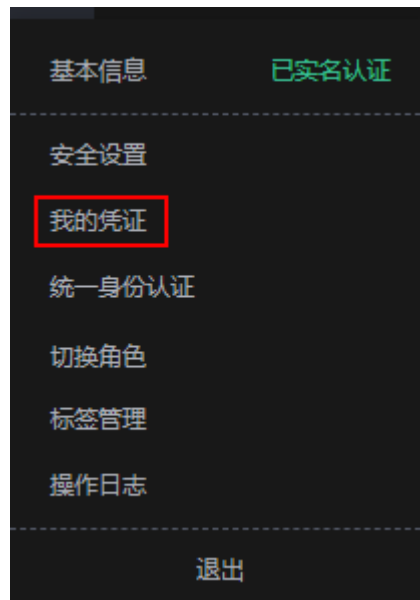 基本信息 已实名认证
安全设置
我的凭证
统一身份认证
切换角色
标签管理
操作日志
退出